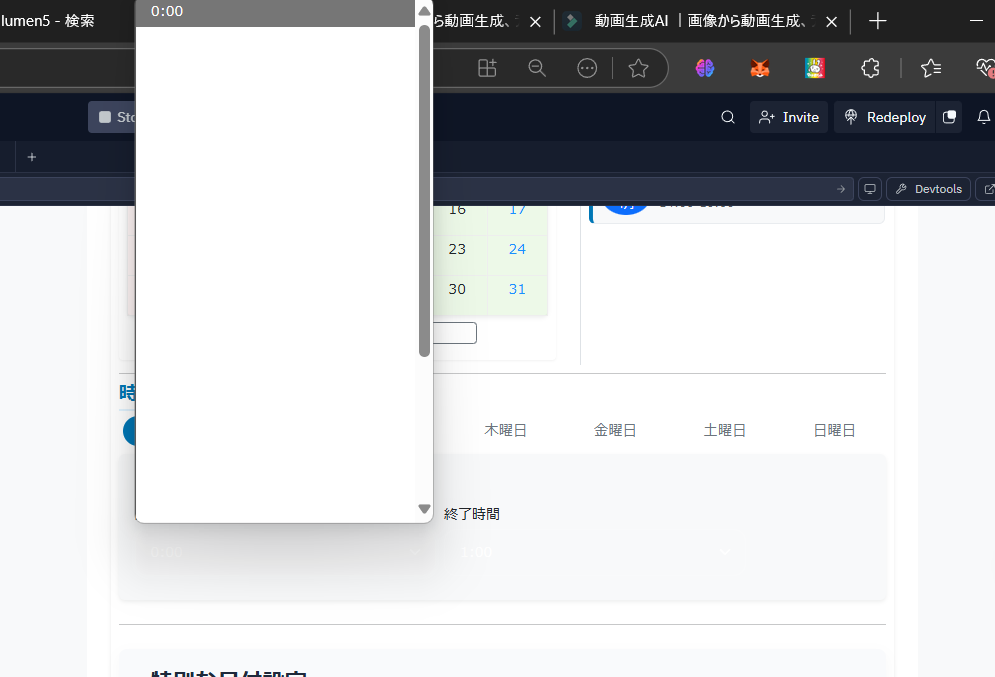 lumen5 - 検索
0:00
ら動画生成、
動画生成AI ｜画像から動画生成、
Invite
Redeploy
Devtools
16 17
23 24
30 31
木曜日 金曜日 土曜日 日曜日
終了時間
0:00 1:00